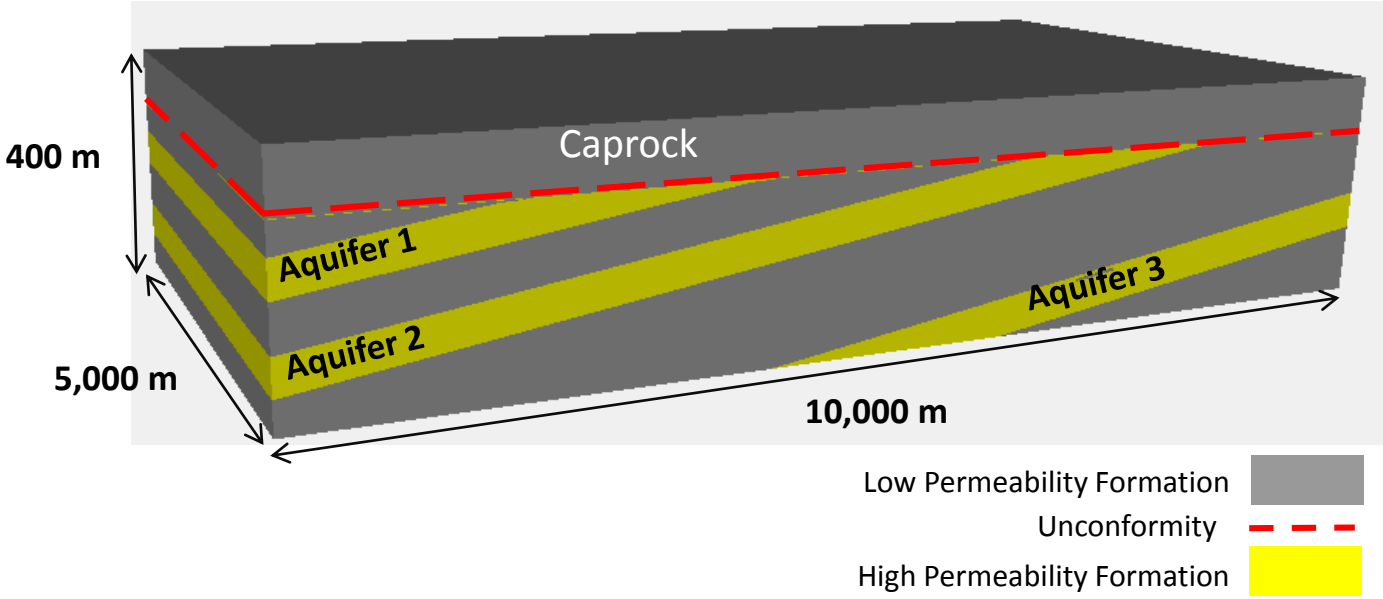 Caprock
400 m
Aquifer 1
Aquifer 2
Aquifer 3
5,000 m
10,000 m
Low Permeability Formation
Unconformity
High Permeability Formation